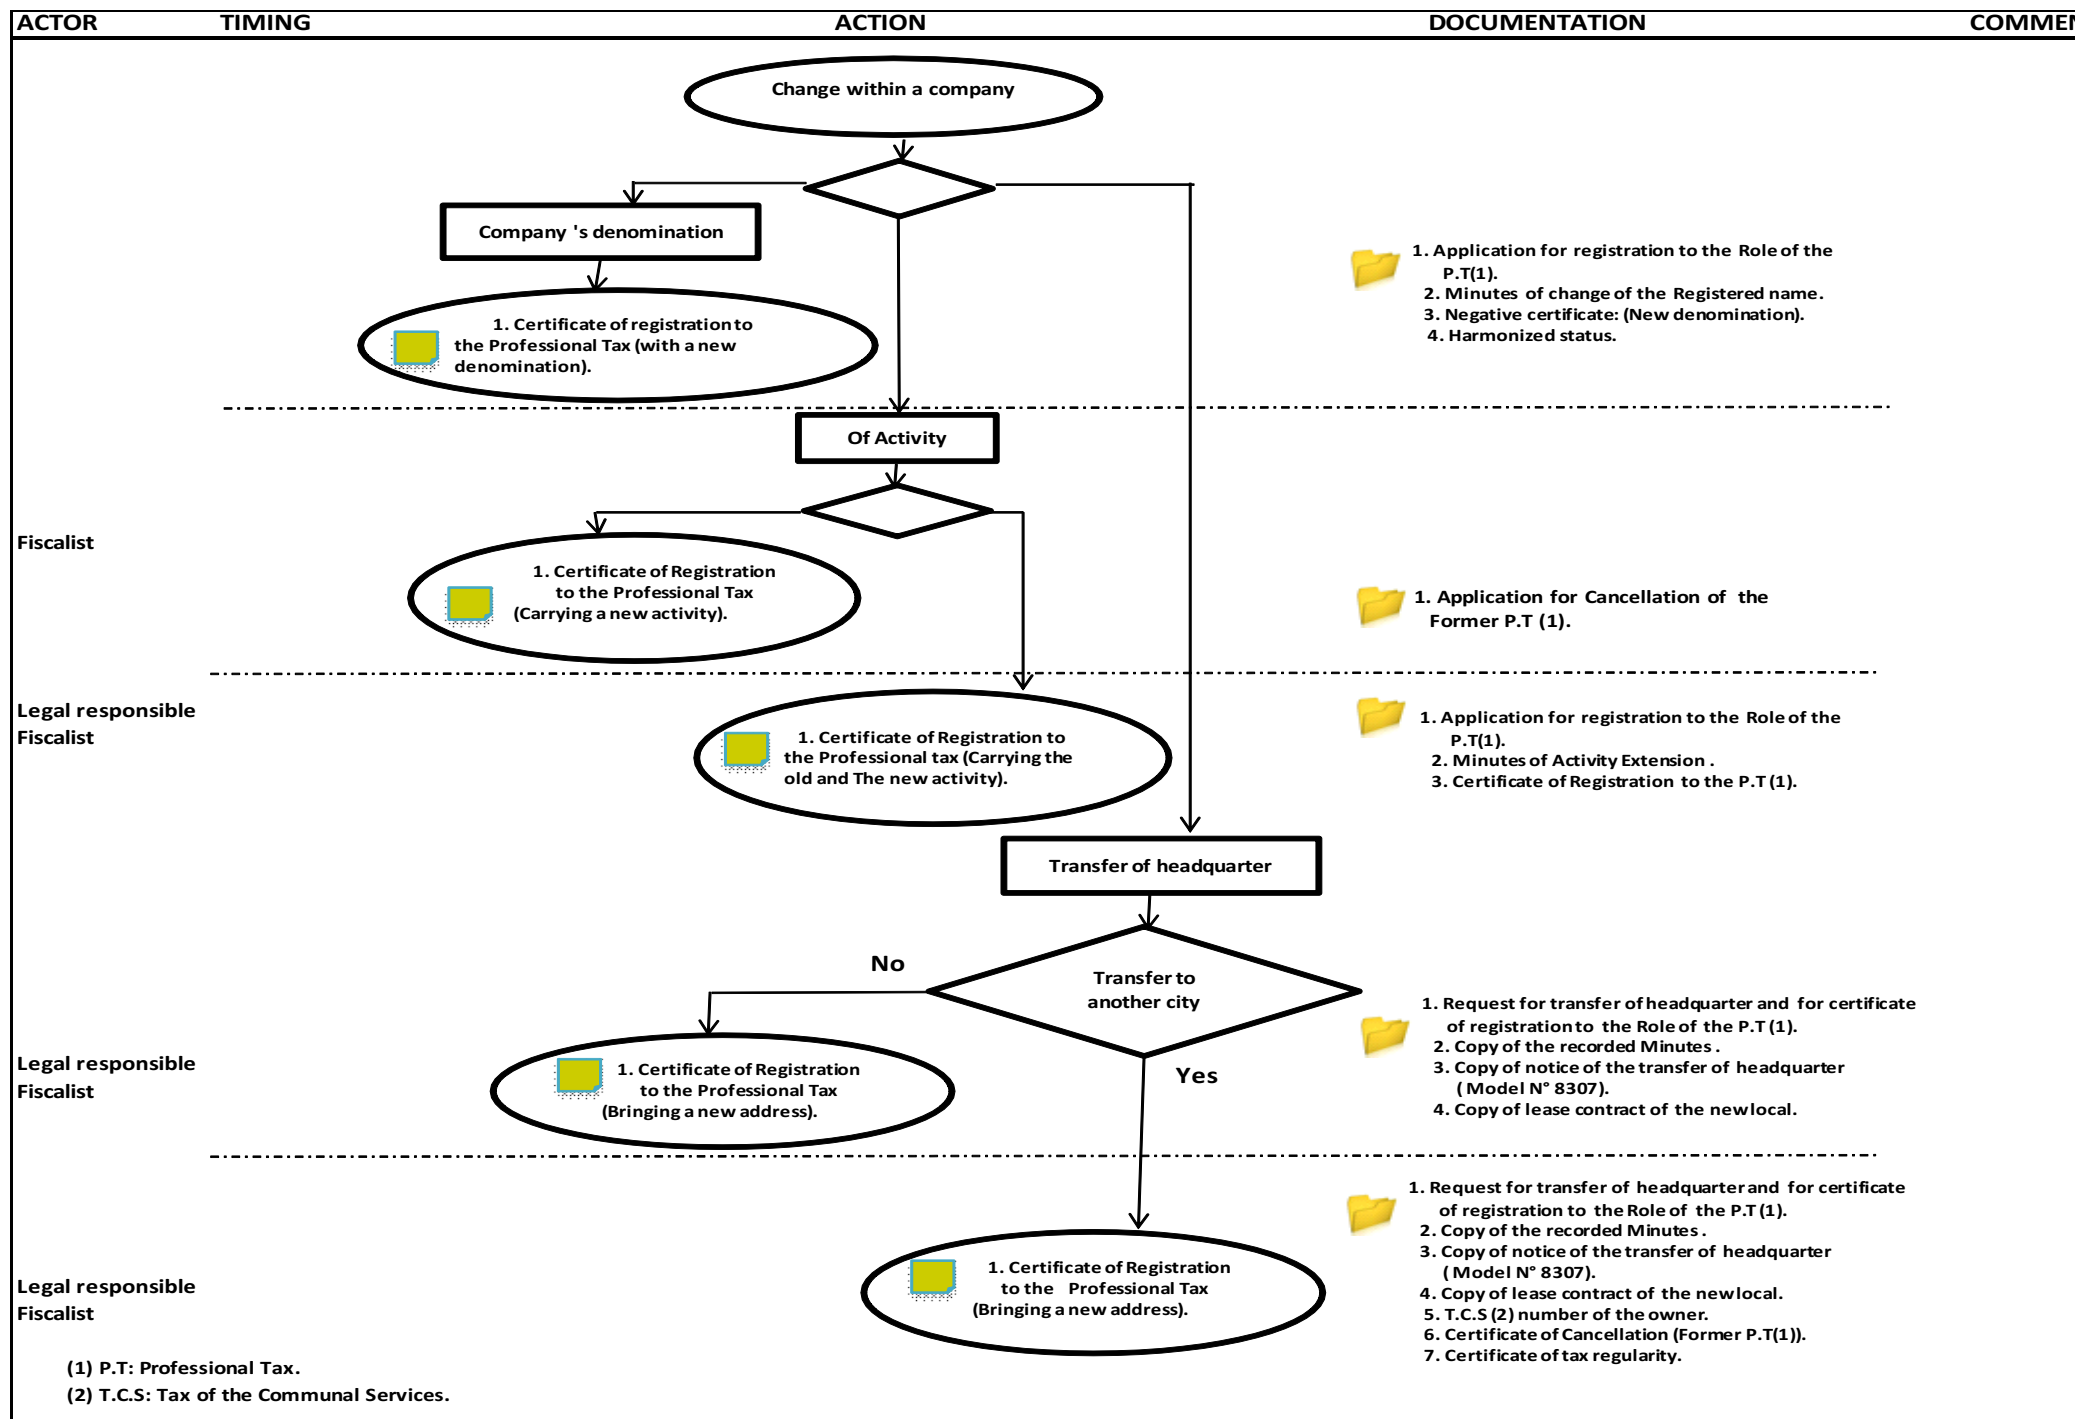 ACTOR TIMING ACTION DOCUMENTATION COMMEN
Change within a company
Company 's denomination
1. Application for registration to the Role of the
P.T(1).
2. Minutes of change of the Registered name.
3. Negative certificate: (New denomination).
4. Harmonized status.
1. Certificate of registration to
the Professional Tax (with a new
denomination).
Of Activity
Fiscalist
1. Certificate of Registration
to the Professional Tax
(Carrying a new activity).
1. Application for Cancellation of the
Former P.T (1).
Legal responsible
Fiscalist
1. Certificate of Registration to
the Professional tax (Carrying the
old and The new activity).
1. Application for registration to the Role of the
P.T(1).
2. Minutes of Activity Extension .
3. Certificate of Registration to the P.T (1).
Transfer of headquarter
No
Transfer to
another city
Yes
Legal responsible
Fiscalist
1. Certificate of Registration
to the Professional Tax
(Bringing a new address).
1. Request for transfer of headquarter and for certificate
of registration to the Role of the P.T (1).
2. Copy of the recorded Minutes .
3. Copy of notice of the transfer of headquarter
( Model N° 8307).
4. Copy of lease contract of the new local.
Legal responsible
Fiscalist
1. Certificate of Registration
to the Professional Tax
(Bringing a new address).
1. Request for transfer of headquarter and for certificate
of registration to the Role of the P.T (1).
2. Copy of the recorded Minutes .
3. Copy of notice of the transfer of headquarter
( Model N° 8307).
4. Copy of lease contract of the new local.
5. T.C.S (2) number of the owner.
6. Certificate of Cancellation (Former P.T(1)).
7. Certificate of tax regularity.
(1) P.T: Professional Tax.
(2) T.C.S: Tax of the Communal Services.